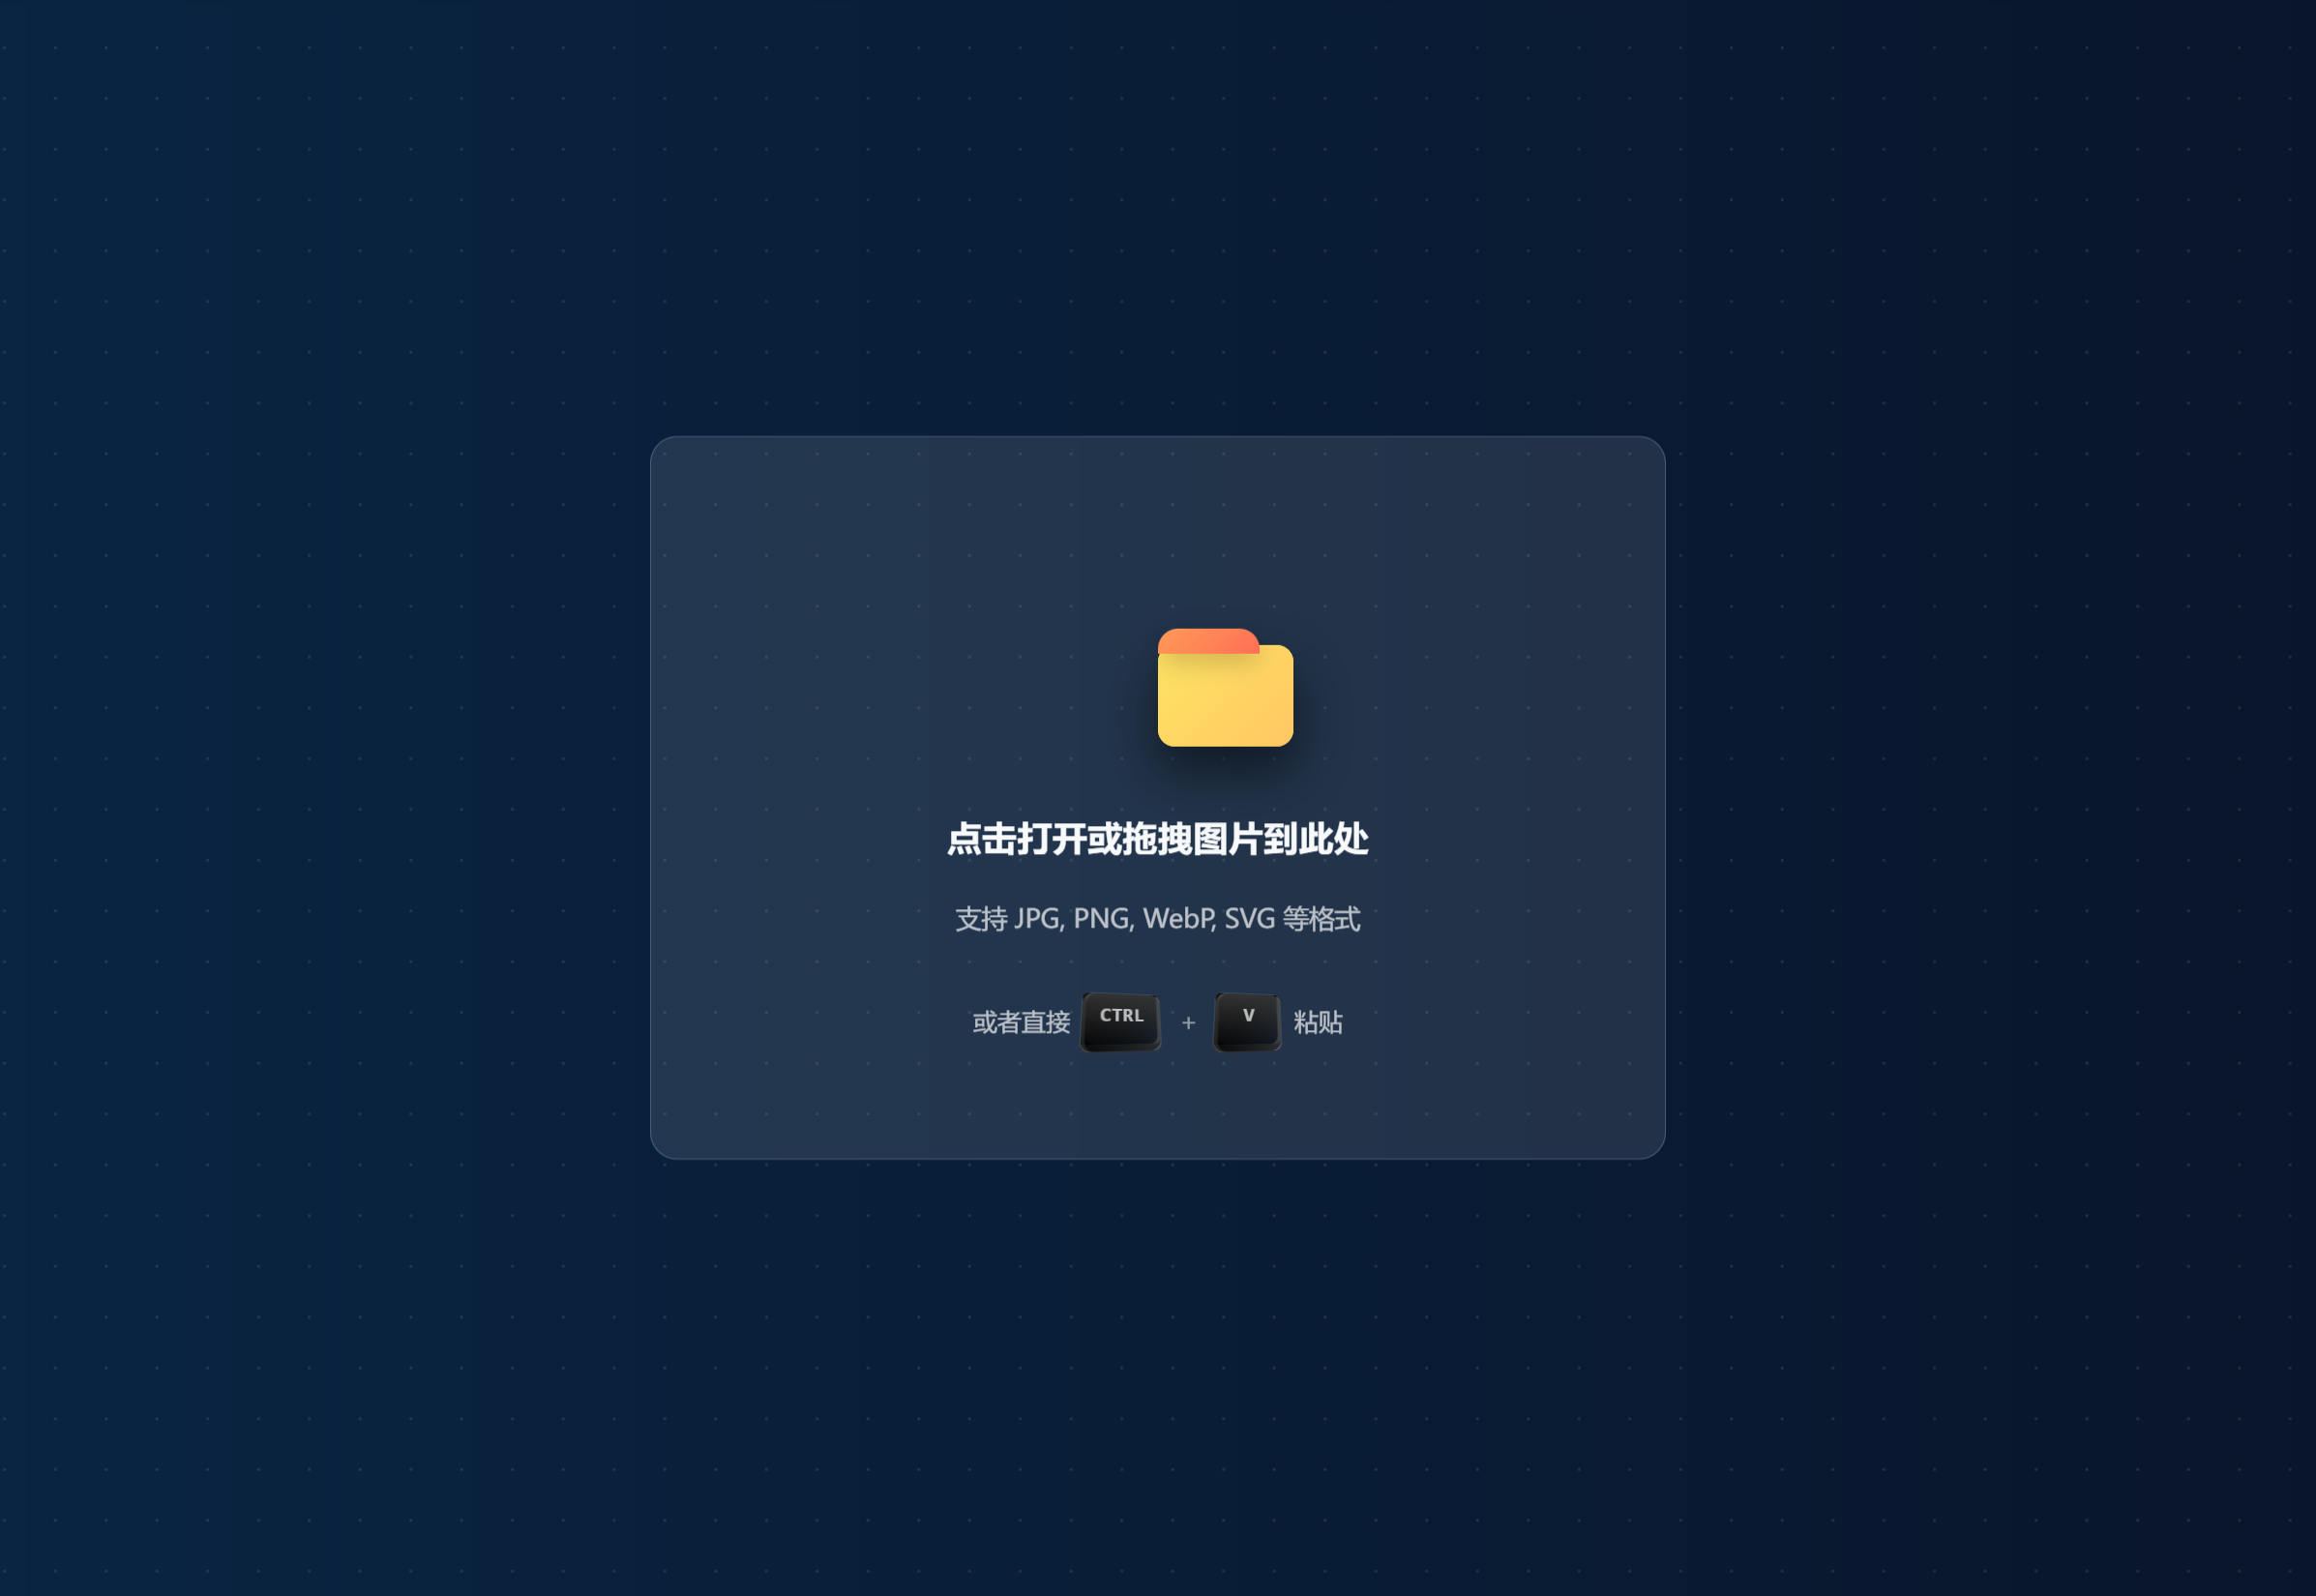 点击打开或拖拽图片到此处
支持 JPG, PNG, WebP, SVG 等格式
或者直接 CTRL + V 粘贴